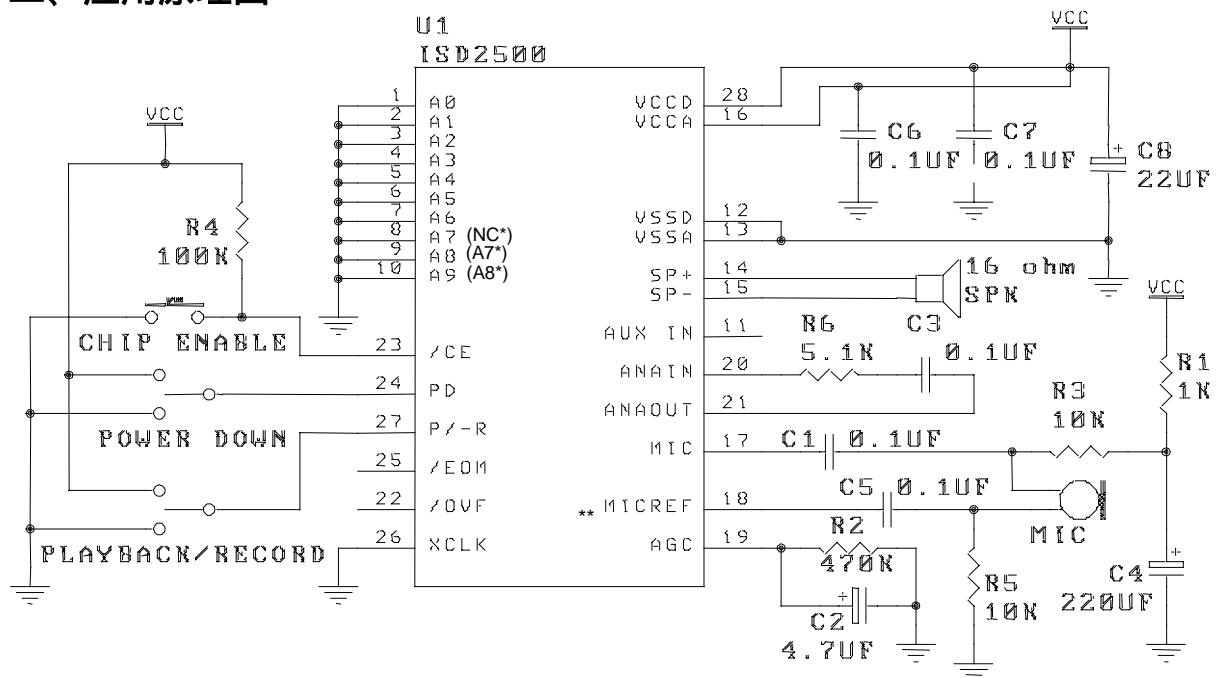 U1
ISD2500
VCC
VCC
R4
100K
CHIP ENABLE
POWER DOWN
PLAYBACK/RECORD
1 A0
2 A1
3 A2
4 A3
5 A4
6 A5
7 A6
8 A7 (NC*)
9 A8 (A7*)
10 A9 (A8*)
23 /CE
24 PD
27 P/-R
25 /EOM
22 /OVF
26 XCLK
VCCD 28
VCCA 16
VSSD 12
VSSA 13
SP+ 14
SP- 15
AUX IN 11
ANAIN 20
ANAOUT 21
MIC 17
** MICREF 18
AGC 19
C6
0.1UF
C7
0.1UF
C8
+
22UF
16 ohm
SPK
VCC
R6
5.1K
C3
0.1UF
R1
1K
R3
10K
C1 0.1UF
C5 0.1UF
MIC
R2
470K
+
C2
4.7UF
R5
10K
+
C4
220UF